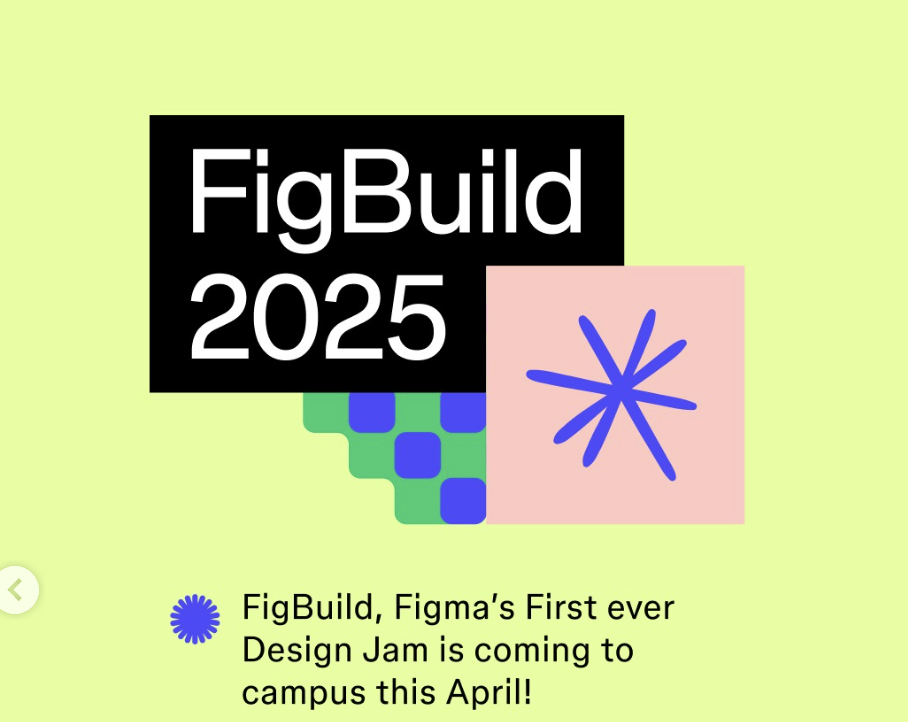 FigBuild
2025
FigBuild, Figma’s First ever
Design Jam is coming to
campus this April!